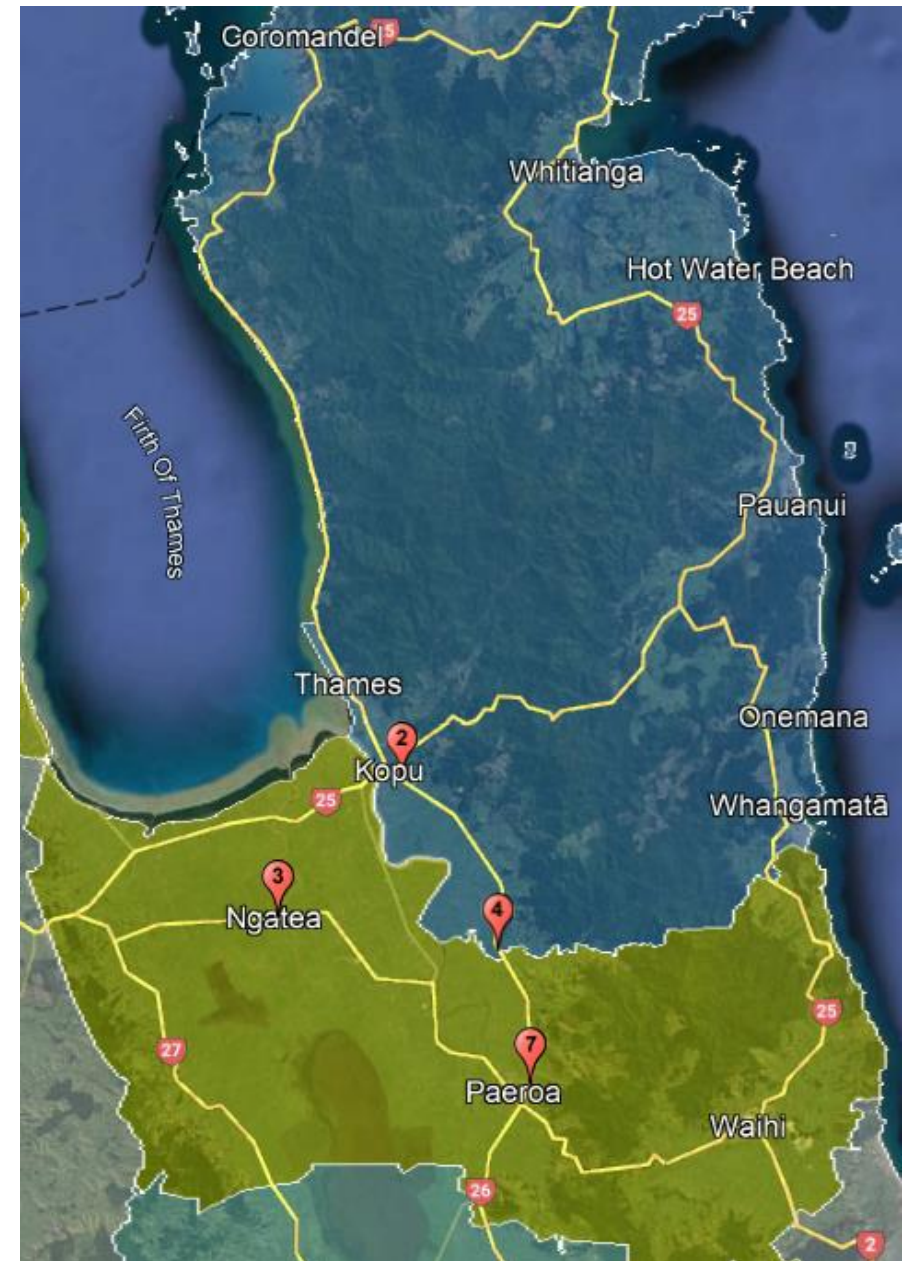 Coromandel
25
Whitianga
Hot Water Beach
25
Firth Of Thames
Pauanui
Thames
Onemana
2
Kopu
25
Whangamatā
3
Ngatea
4
25
27
7
Paeroa
Waihi
26
2